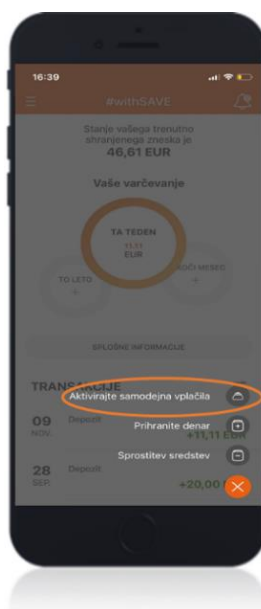 16:39
#withSAVE
Stanje vašega trenutno
shranjenega zneska je
46,61 EUR
Vaše varčevanje
TA TEDEN
11,11
EUR
TO LETO
+
MESEC
+
SPLOŠNE INFORMACIJE
TRANSAKCIJE
Aktivirajte samodejna vplačila
09
NOV.
Depozit
+11,11 EUR
Prihranite denar
Sprostitev sredstev
28
SEP.
Depozit
+20,00